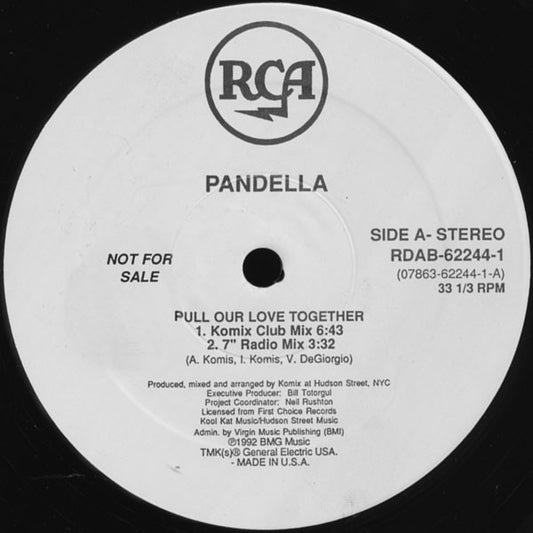 RCA
PANDELLA
SIDE A- STEREO
RDAB-62244-1
(07863-62244-1-A)
33 1/3 RPM
NOT FOR
SALE
PULL OUR LOVE TOGETHER
1. Komix Club Mix 6:43
2. 7" Radio Mix 3:32
(A. Komis, I. Komis, V. DeGiorgio)
Produced, mixed and arranged by Komix at Hudson Street, NYC
Executive Producer: Bill Totorgul
Project Coordinator: Neil Rushton
Licensed from First Choice Records
Kool Kat Music/Hudson Street Music
Admin. by Virgin Music Publishing (BMI)
℗1992 BMG Music
TMK(s)® General Electric USA.
- MADE IN U.S.A.